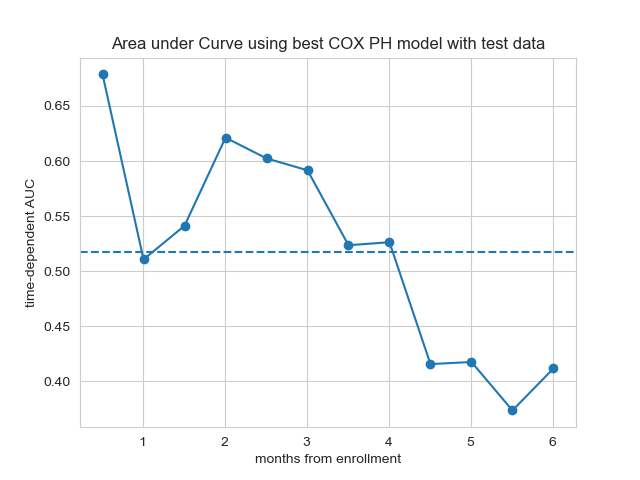 Area under Curve using best COX PH model with test data
time-dependent AUC
0.65
0.60
0.55
0.50
0.45
0.40
1 2 3 4 5 6
months from enrollment